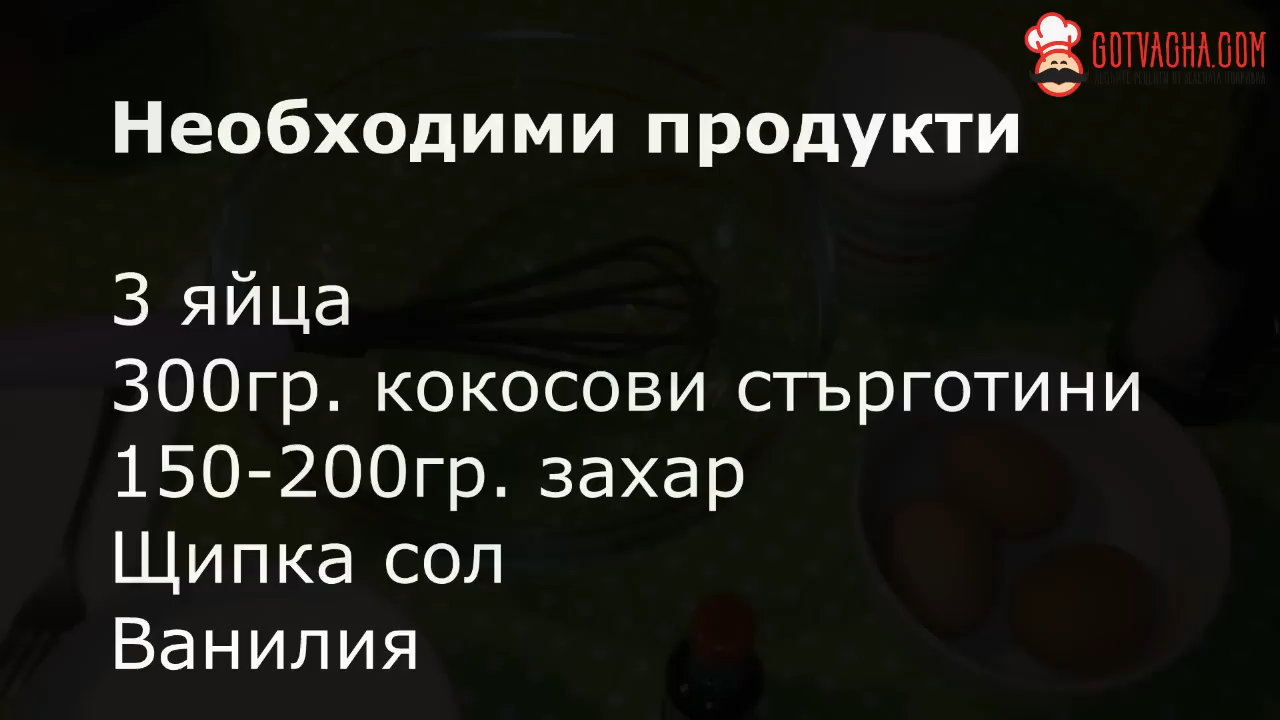 GOTVACHA.COM
Необходими продукти
3 яйца
300гр. кокосови стърготини
150-200гр. захар
Щипка сол
Ванилия